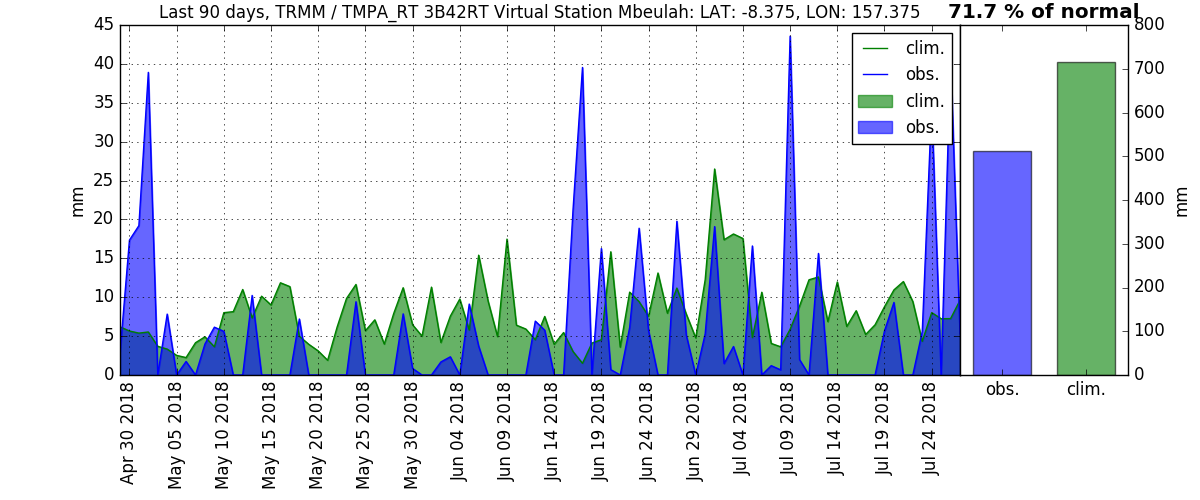 Last 90 days, TRMM / TMPA_RT 3B42RT Virtual Station Mbeulah: LAT: -8.375, LON: 157.375
71.7 % of normal
45
40
35
30
25
20
15
10
5
0
mm
clim.
obs.
clim.
obs.
800
700
600
500
400
300
200
100
0
mm
Apr 30 2018
May 05 2018
May 10 2018
May 15 2018
May 20 2018
May 25 2018
May 30 2018
Jun 04 2018
Jun 09 2018
Jun 14 2018
Jun 19 2018
Jun 24 2018
Jun 29 2018
Jul 04 2018
Jul 09 2018
Jul 14 2018
Jul 19 2018
Jul 24 2018
obs.
clim.